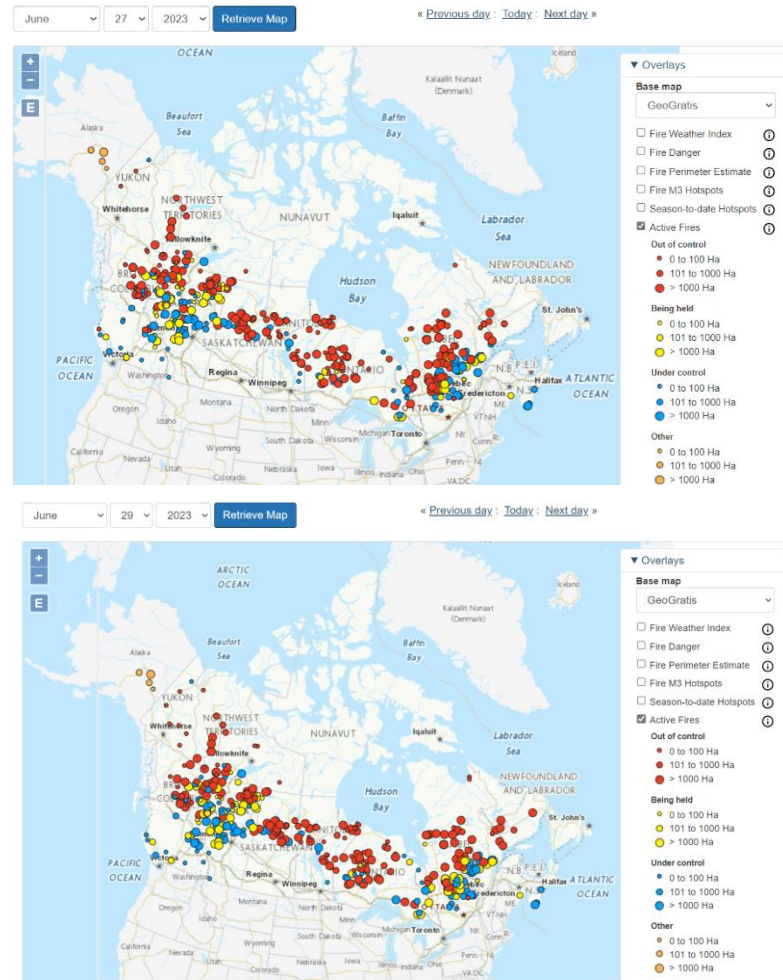 June 27 2023 Retrieve Map « Previous day : Today : Next day »
OCEAN
Iceland
Kalaallit Nunaat
(Denmark)
Beaufort
Sea
Baffin
Bay
Alaska
YUKON
Whitehorse
NORTHWEST
TERRITORIES
NUNAVUT
Iqaluit
Labrador
Sea
NEWFOUNDLAND
AND LABRADOR
Hudson
Bay
St. John's
SASKATCHEWAN
PACIFIC
OCEAN
Washington
Regina
Winnipeg
N.B.
P.E.I.
Halifax
ATLANTIC
OCEAN
Oregon
Idaho
Montana
North Dakota
Minn.
South Dakota
Wisconsin
Michigan
Toronto
ME
VT
NH
NY
Conn.
Wyoming
California
Nevada
Utah
Colorado
Nebraska
Iowa
Illinois
Indiana
Ohio
Penn.
NJ
VA
DC
+
−
E
▼ Overlays
Base map
GeoGratis
Fire Weather Index
Fire Danger
Fire Perimeter Estimate
Fire M3 Hotspots
Season-to-date Hotspots
Active Fires
Out of control
0 to 100 Ha
101 to 1000 Ha
> 1000 Ha
Being held
0 to 100 Ha
101 to 1000 Ha
> 1000 Ha
Under control
0 to 100 Ha
101 to 1000 Ha
> 1000 Ha
Other
0 to 100 Ha
101 to 1000 Ha
> 1000 Ha
June 29 2023 Retrieve Map « Previous day : Today : Next day »
ARCTIC
OCEAN
Iceland
Kalaallit Nunaat
(Denmark)
Beaufort
Sea
Baffin
Bay
Alaska
YUKON
NORTHWEST
TERRITORIES
NUNAVUT
Iqaluit
Labrador
Sea
NEWFOUNDLAND
AND LABRADOR
Hudson
Bay
St. John's
SASKATCHEWAN
PACIFIC
OCEAN
Washington
Regina
Winnipeg
N.B.
P.E.I.
Halifax
ATLANTIC
OCEAN
Oregon
Idaho
Montana
North Dakota
Minn.
South Dakota
Wisconsin
Michigan
Toronto
ME
VT
NH
NY
Conn.
Wyoming
California
Nevada
Utah
Colorado
Nebraska
Iowa
Illinois
Indiana
Ohio
Penn.
NJ
VA
DC
+
−
E
▼ Overlays
Base map
GeoGratis
Fire Weather Index
Fire Danger
Fire Perimeter Estimate
Fire M3 Hotspots
Season-to-date Hotspots
Active Fires
Out of control
0 to 100 Ha
101 to 1000 Ha
> 1000 Ha
Being held
0 to 100 Ha
101 to 1000 Ha
> 1000 Ha
Under control
0 to 100 Ha
101 to 1000 Ha
> 1000 Ha
Other
0 to 100 Ha
101 to 1000 Ha
> 1000 Ha